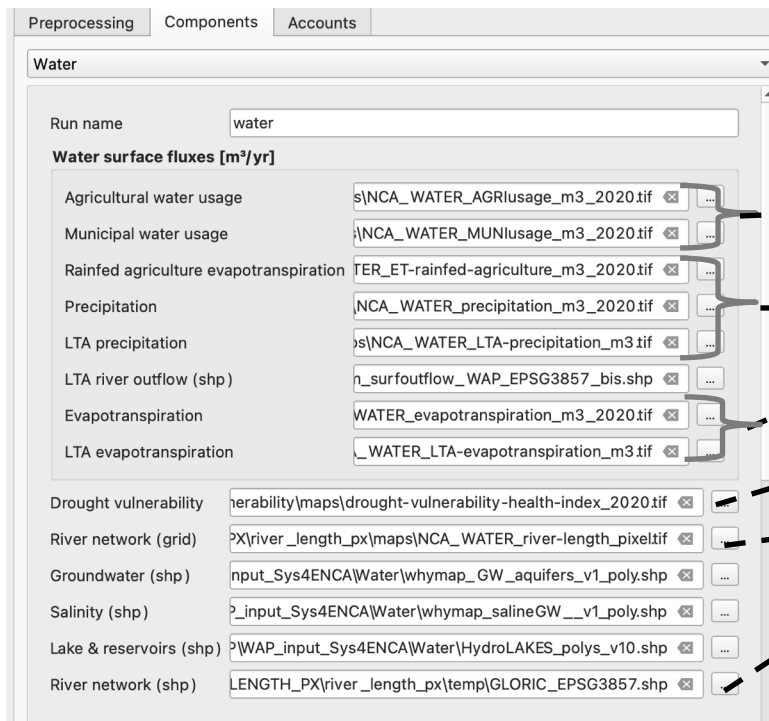 Preprocessing Components Accounts
Water
Run name water
Water surface fluxes [m³/yr]
Agricultural water usage s\NCA_WATER_AGRIusage_m3_2020.tif ...
Municipal water usage s\NCA_WATER_MUNIusage_m3_2020.tif ...
Rainfed agriculture evapotranspiration TER_ET-rainfed-agriculture_m3_2020.tif ...
Precipitation \NCA_WATER_precipitation_m3_2020.tif ...
LTA precipitation os\NCA_WATER_LTA-precipitation_m3.tif ...
LTA river outflow (shp) n_surfoutflow_WAP_EPSG3857_bis.shp ...
Evapotranspiration WATER_evapotranspiration_m3_2020.tif ...
LTA evapotranspiration \_WATER_LTA-evapotranspiration_m3.tif ...
Drought vulnerability nerability\maps\drought-vulnerability-health-index_2020.tif ...
River network (grid) PX\river_length_px\maps\NCA_WATER_river-length_pixel.tif ...
Groundwater (shp) nput_Sys4ENCA\Water\whymap_GW_aquifers_v1_poly.shp ...
Salinity (shp) P_input_Sys4ENCA\Water\whymap_salineGW__v1_poly.shp ...
Lake & reservoirs (shp) P\WAP_input_Sys4ENCA\Water\HydroLAKES_polys_v10.shp ...
River network (shp) LENGTH_PX\river_length_px\temp\GLORIC_EPSG3857.shp ...